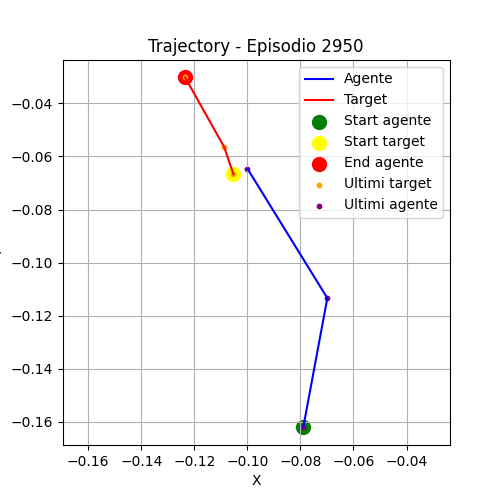 Trajectory - Episodio 2950
Agente
Target
Start agente
Start target
End agente
Ultimi target
Ultimi agente
−0.04
−0.06
−0.08
−0.10
−0.12
−0.14
−0.16
−0.16
−0.14
−0.12
−0.10
−0.08
−0.06
−0.04
X